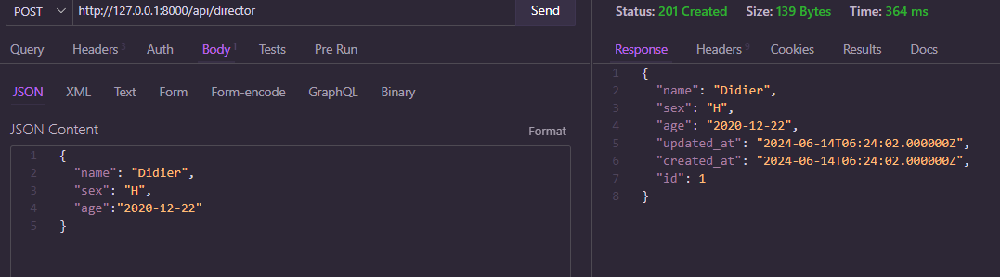 POST http://127.0.0.1:8000/api/director Send
Query Headers 3 Auth Body 1 Tests Pre Run
JSON XML Text Form Form-encode GraphQL Binary
JSON Content Format
1 {
2 "name": "Didier",
3 "sex": "H",
4 "age":"2020-12-22"
5 }
Status: 201 Created Size: 139 Bytes Time: 364 ms
Response Headers 9 Cookies Results Docs
1 {
2 "name": "Didier",
3 "sex": "H",
4 "age": "2020-12-22",
5 "updated_at": "2024-06-14T06:24:02.000000Z",
6 "created_at": "2024-06-14T06:24:02.000000Z",
7 "id": 1
8 }